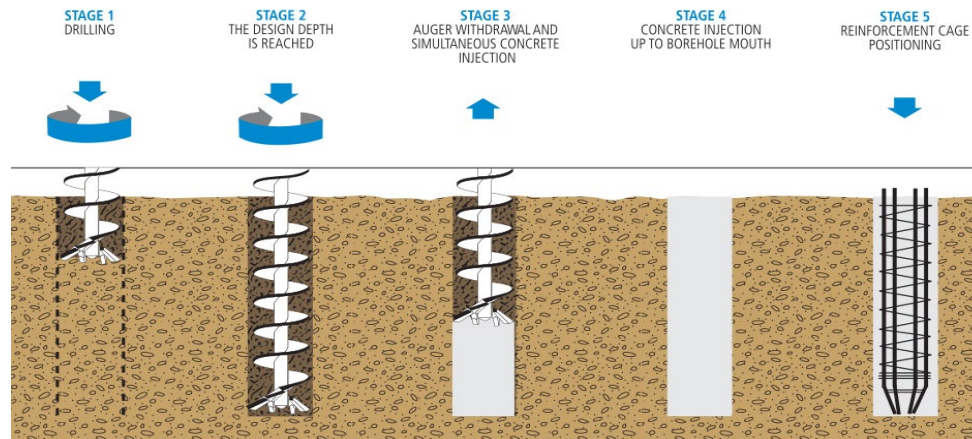 STAGE 1
DRILLING
STAGE 2
THE DESIGN DEPTH
IS REACHED
STAGE 3
AUGER WITHDRAWAL AND
SIMULTANEOUS CONCRETE
INJECTION
STAGE 4
CONCRETE INJECTION
UP TO BOREHOLE MOUTH
STAGE 5
REINFORCEMENT CAGE
POSITIONING